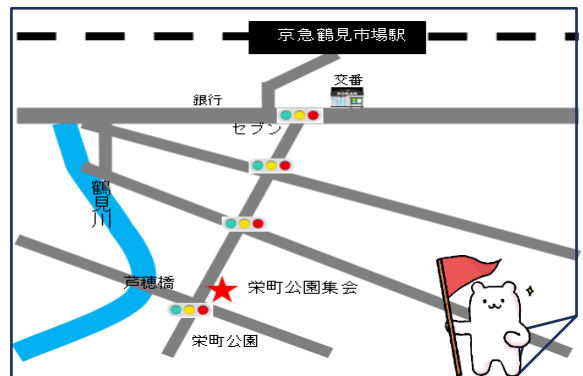 京急鶴見市場駅
交番
銀行
セブン
鶴見川
芦穂橋
栄町公園集会
栄町公園